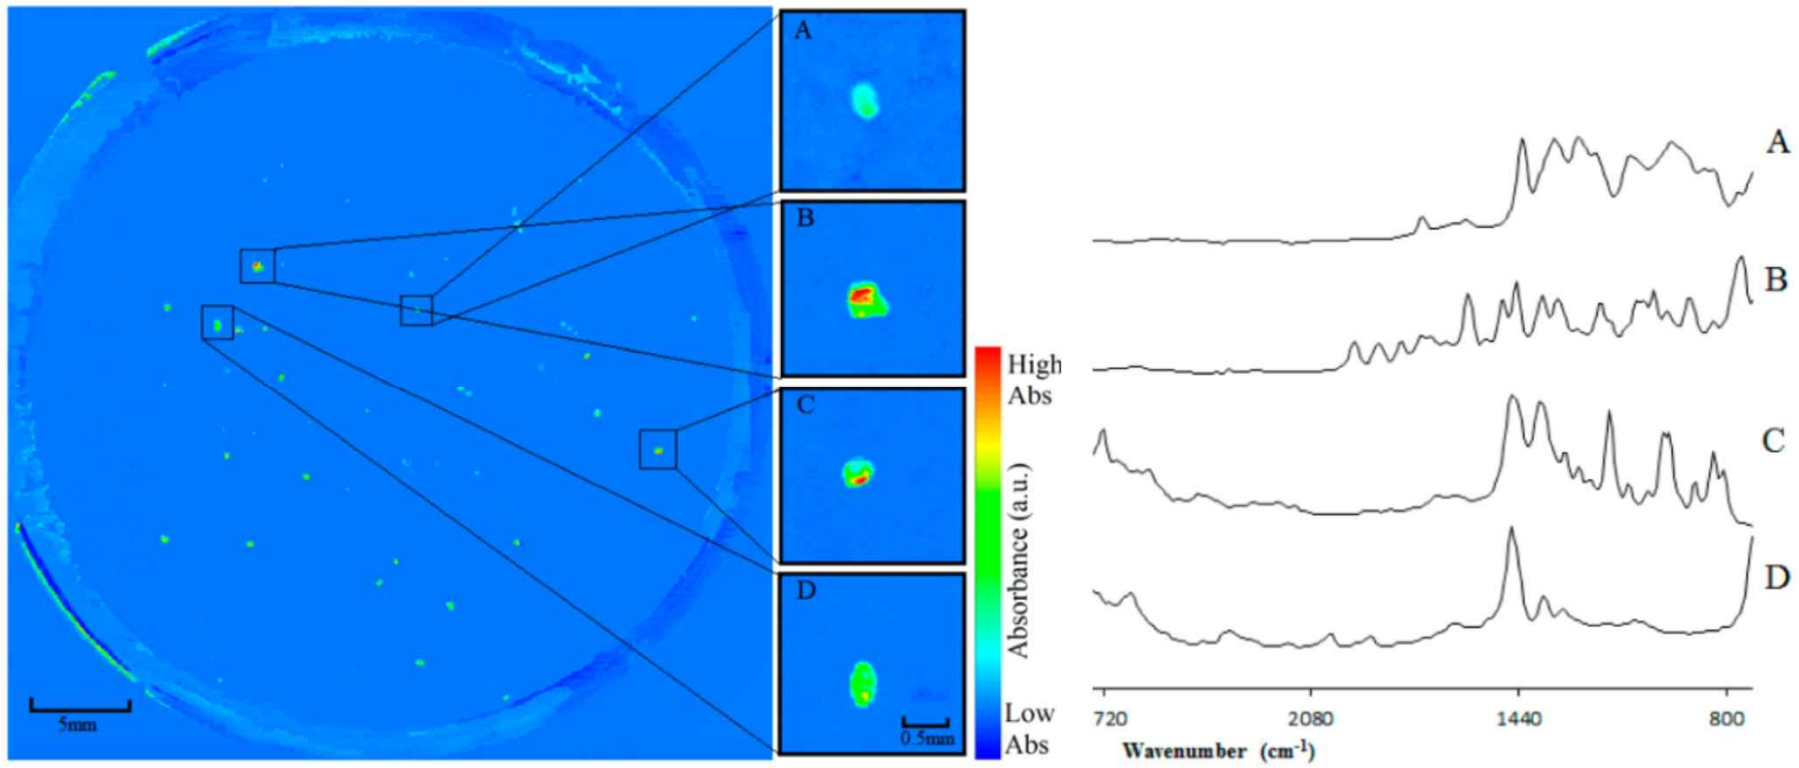 A
B
C
D
0.5mm
5mm
High
Abs
Absorbance (a.u.)
Low
Abs
A
B
C
D
720 2080 1440 800
Wavenumber (cm-1)